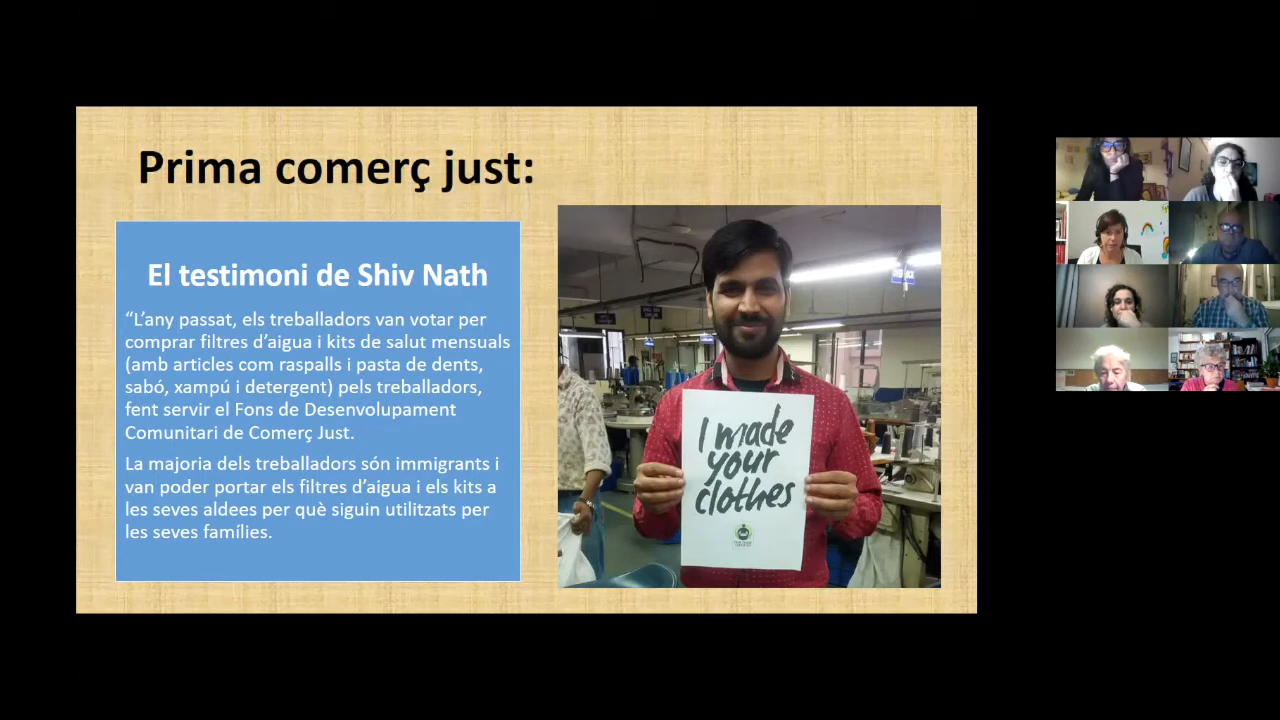 Prima comerç just:
El testimoni de Shiv Nath
“L’any passat, els treballadors van votar per
comprar filtres d’aigua i kits de salut mensuals
(amb articles com raspalls i pasta de dents,
sabó, xampú i detergent) pels treballadors,
fent servir el Fons de Desenvolupament
Comunitari de Comerç Just.
La majoria dels treballadors són immigrants i
van poder portar els filtres d’aigua i els kits a
les seves aldees per què siguin utilitzats per
les seves famílies.
I made
your
clothes